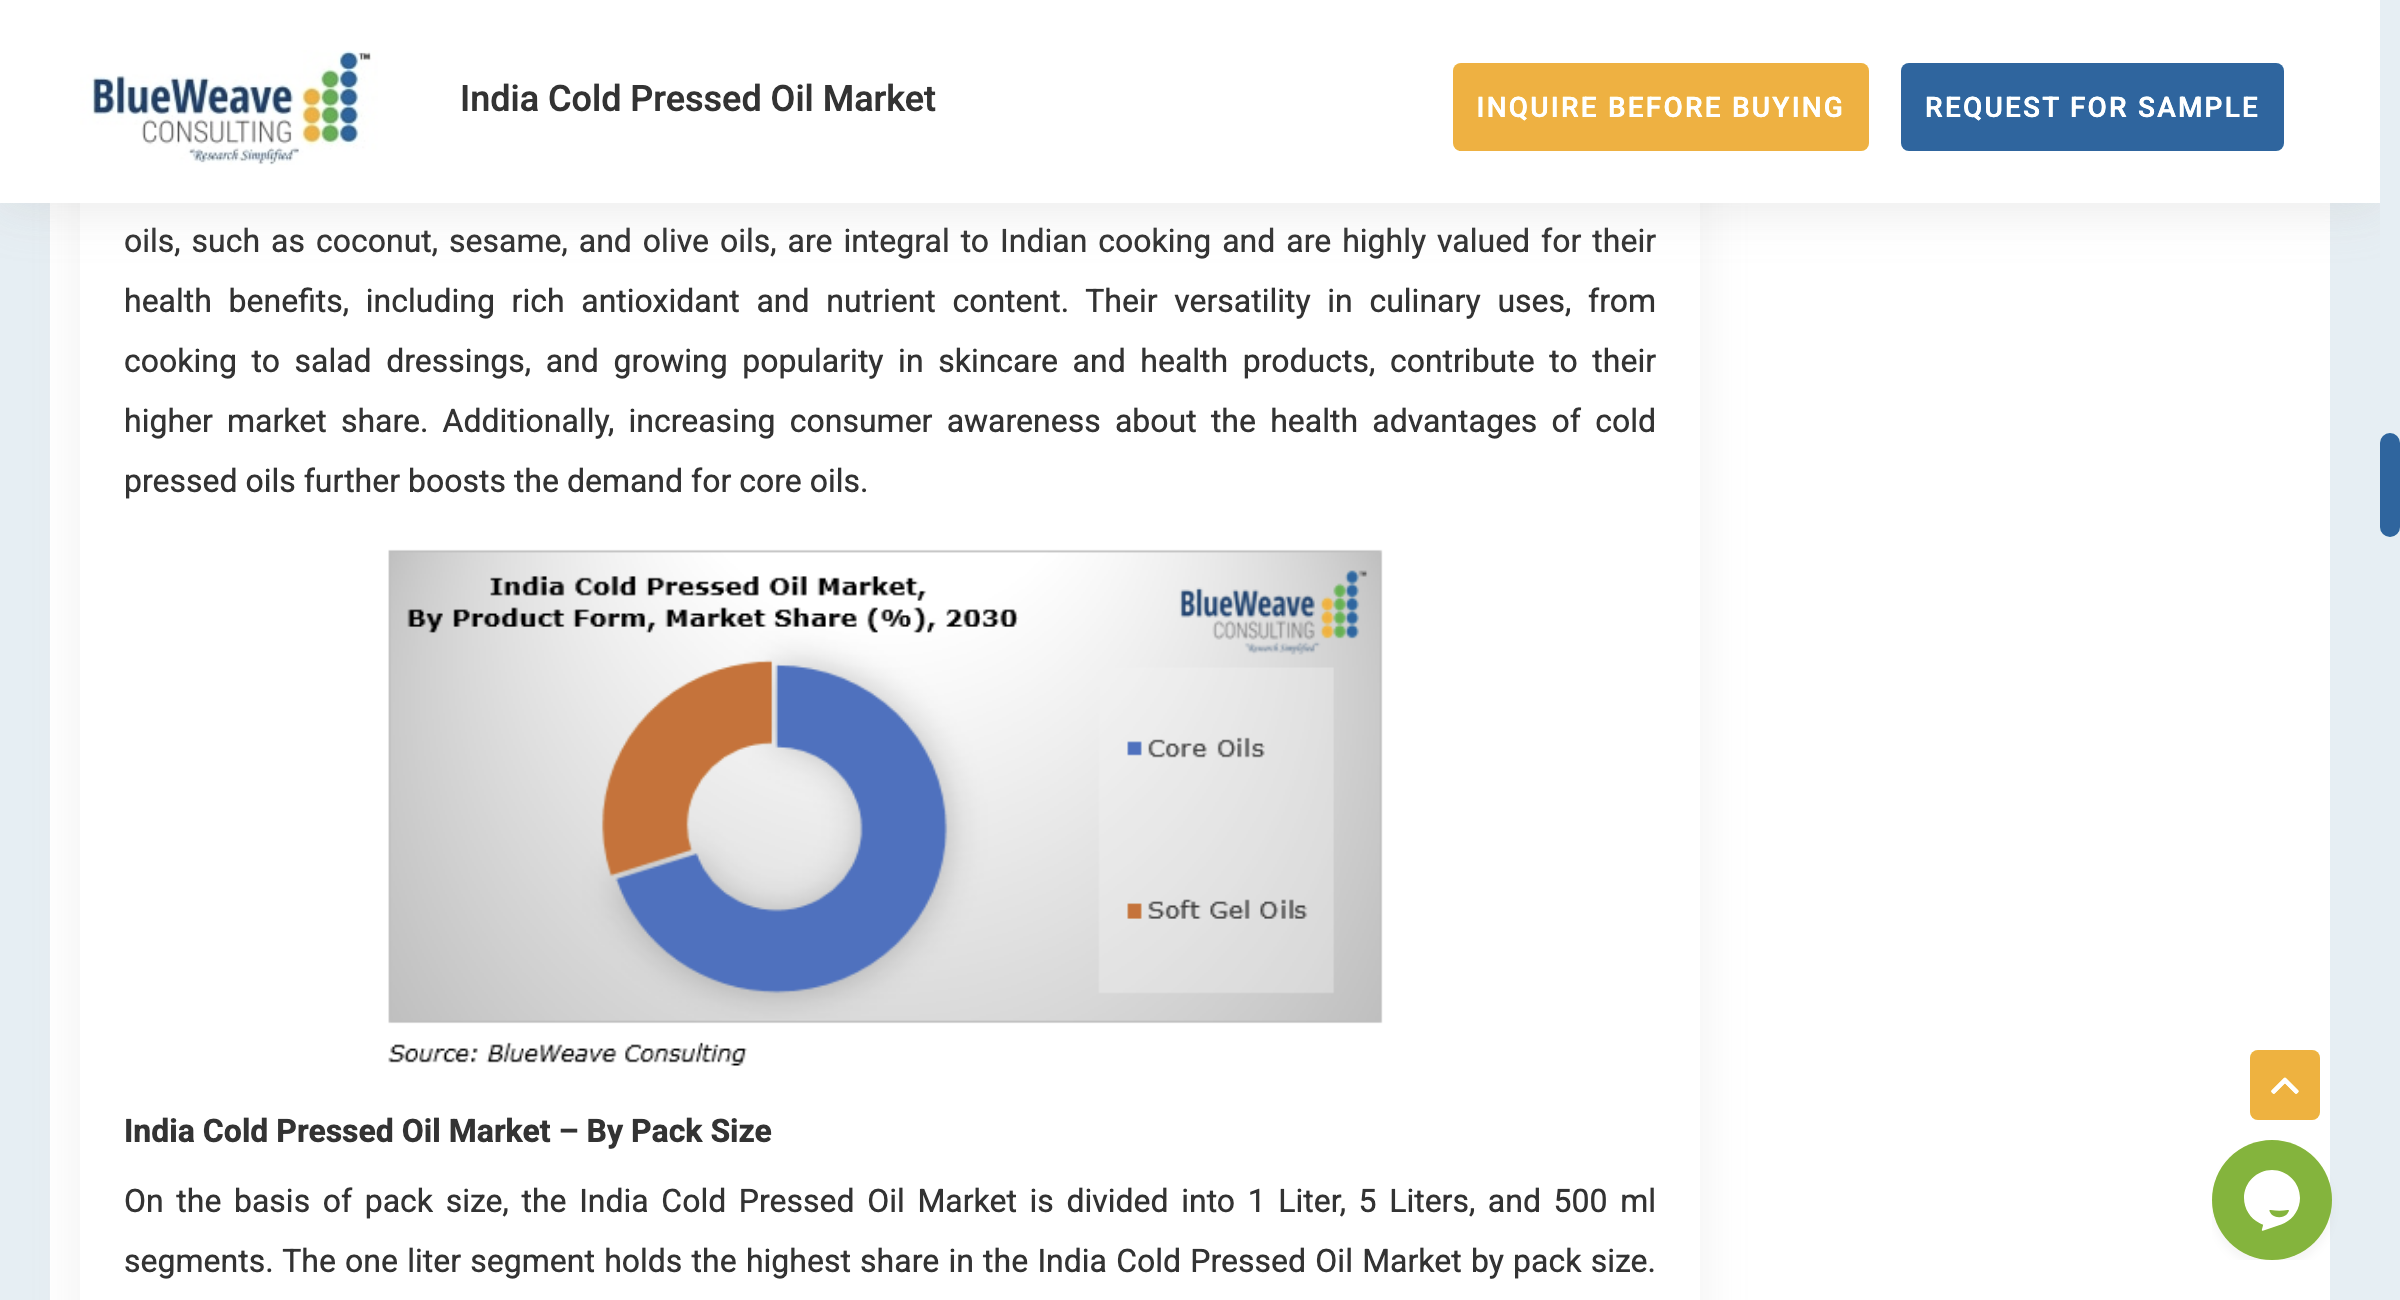 BlueWeave
CONSULTING
"Research Simplified"
TM
India Cold Pressed Oil Market
INQUIRE BEFORE BUYING
REQUEST FOR SAMPLE
oils, such as coconut, sesame, and olive oils, are integral to Indian cooking and are highly valued for their
health benefits, including rich antioxidant and nutrient content. Their versatility in culinary uses, from
cooking to salad dressings, and growing popularity in skincare and health products, contribute to their
higher market share. Additionally, increasing consumer awareness about the health advantages of cold
pressed oils further boosts the demand for core oils.
India Cold Pressed Oil Market,
By Product Form, Market Share (%), 2030
BlueWeave
CONSULTING
"Research Simplified"
Core Oils
Soft Gel Oils
Source: BlueWeave Consulting
India Cold Pressed Oil Market – By Pack Size
On the basis of pack size, the India Cold Pressed Oil Market is divided into 1 Liter, 5 Liters, and 500 ml
segments. The one liter segment holds the highest share in the India Cold Pressed Oil Market by pack size.